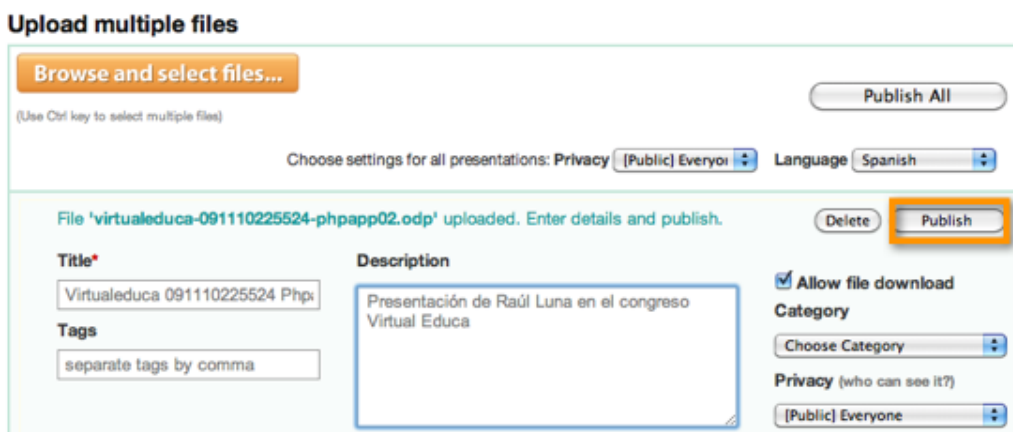 Upload multiple files
Browse and select files...
Publish All
(Use Ctrl key to select multiple files)
Choose settings for all presentations: Privacy [Public] Everyo Language Spanish
File 'virtualeduca-091110225524-phpapp02.odp' uploaded. Enter details and publish. Delete Publish
Title* Description
Allow file download
Virtualeduca 091110225524 Php Presentación de Raúl Luna en el congreso
Virtual Educa
Category
Tags
Choose Category
separate tags by comma
Privacy (who can see it?)
[Public] Everyone